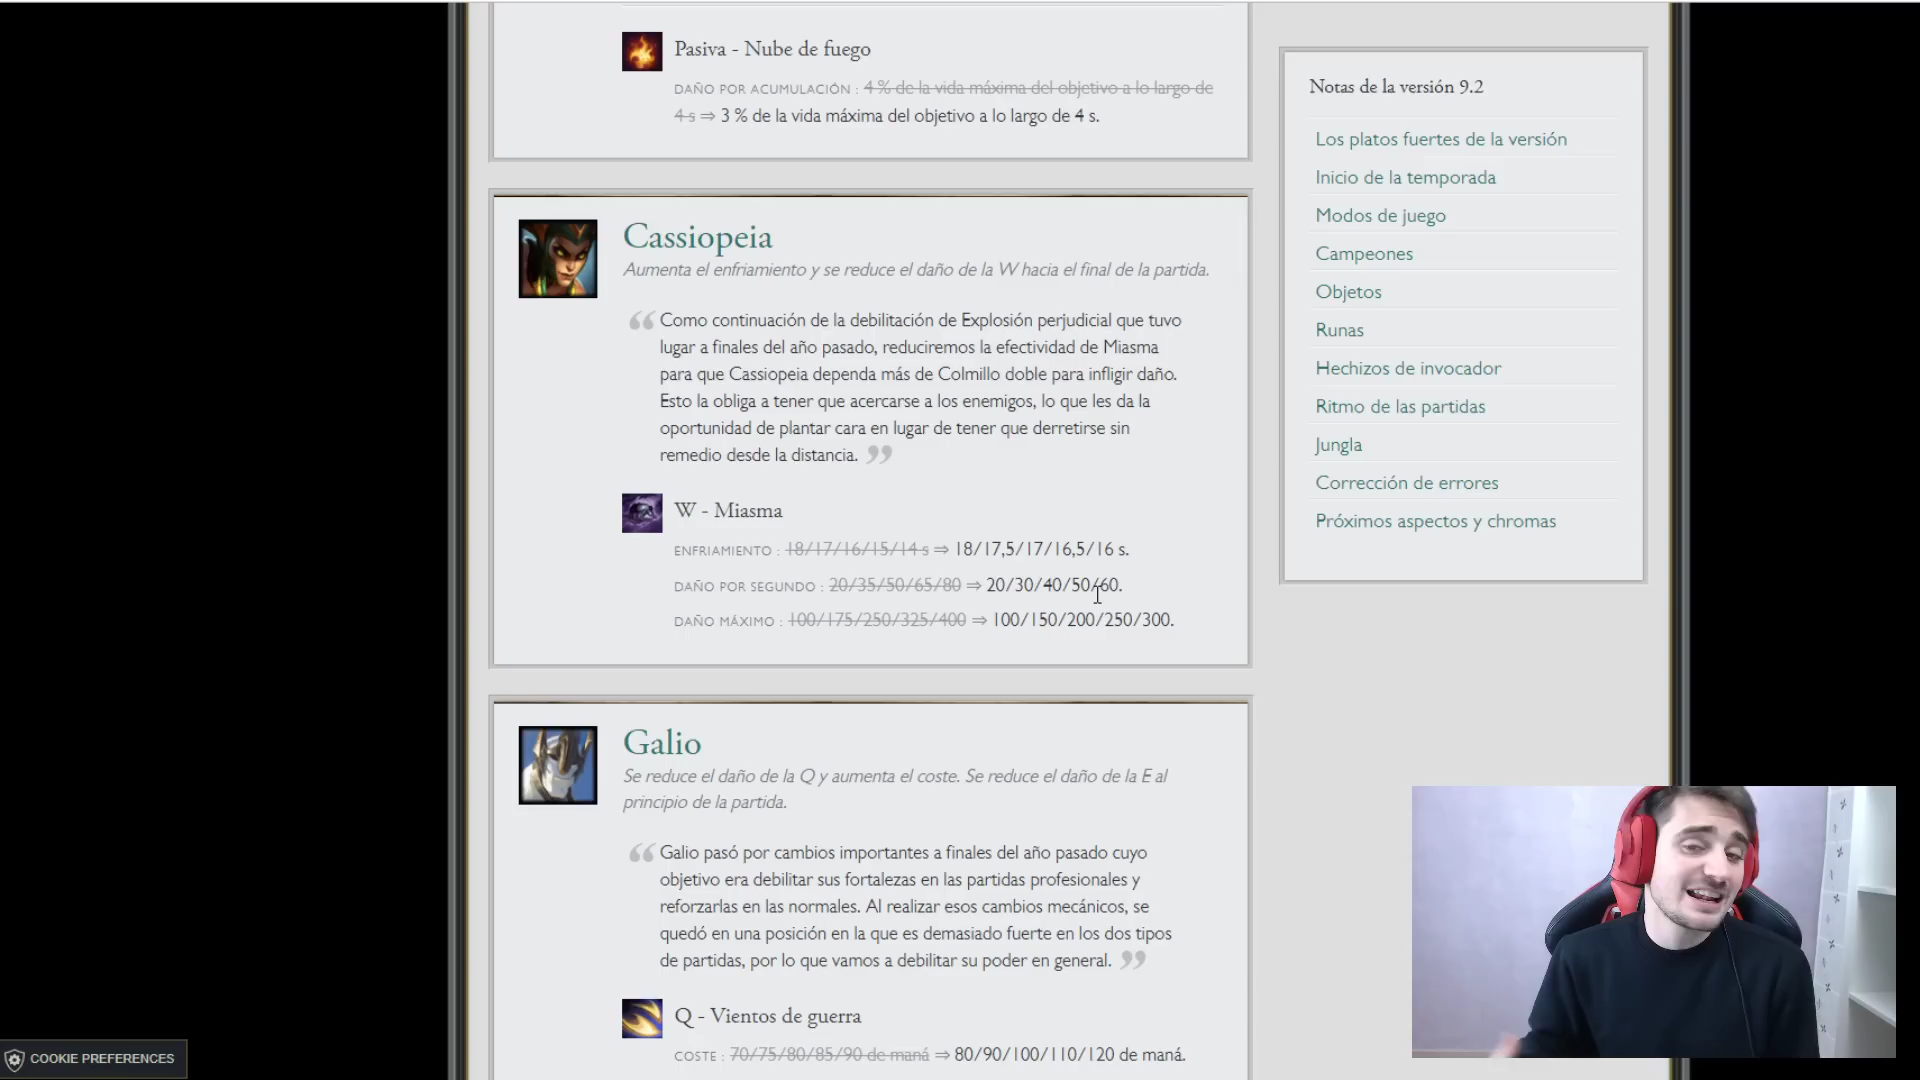 Pasiva - Nube de fuego
DAÑO POR ACUMULACIÓN : 4 % de la vida máxima del objetivo a lo largo de
4 s ⇒ 3 % de la vida máxima del objetivo a lo largo de 4 s.
Cassiopeia
Aumenta el enfriamiento y se reduce el daño de la W hacia el final de la partida.
“ Como continuación de la debilitación de Explosión perjudicial que tuvo
lugar a finales del año pasado, reduciremos la efectividad de Miasma
para que Cassiopeia dependa más de Colmillo doble para infligir daño.
Esto la obliga a tener que acercarse a los enemigos, lo que les da la
oportunidad de plantar cara en lugar de tener que derretirse sin
remedio desde la distancia. ”
W - Miasma
ENFRIAMIENTO : 18/17/16/15/14 s ⇒ 18/17,5/17/16,5/16 s.
DAÑO POR SEGUNDO : 20/35/50/65/80 ⇒ 20/30/40/50/60.
DAÑO MÁXIMO : 100/175/250/325/400 ⇒ 100/150/200/250/300.
Galio
Se reduce el daño de la Q y aumenta el coste. Se reduce el daño de la E al
principio de la partida.
“ Galio pasó por cambios importantes a finales del año pasado cuyo
objetivo era debilitar sus fortalezas en las partidas profesionales y
reforzarlas en las normales. Al realizar esos cambios mecánicos, se
quedó en una posición en la que es demasiado fuerte en los dos tipos
de partidas, por lo que vamos a debilitar su poder en general. ”
Q - Vientos de guerra
COSTE : 70/75/80/85/90 de maná ⇒ 80/90/100/110/120 de maná.
Notas de la versión 9.2
Los platos fuertes de la versión
Inicio de la temporada
Modos de juego
Campeones
Objetos
Runas
Hechizos de invocador
Ritmo de las partidas
Jungla
Corrección de errores
Próximos aspectos y chromas
COOKIE PREFERENCES